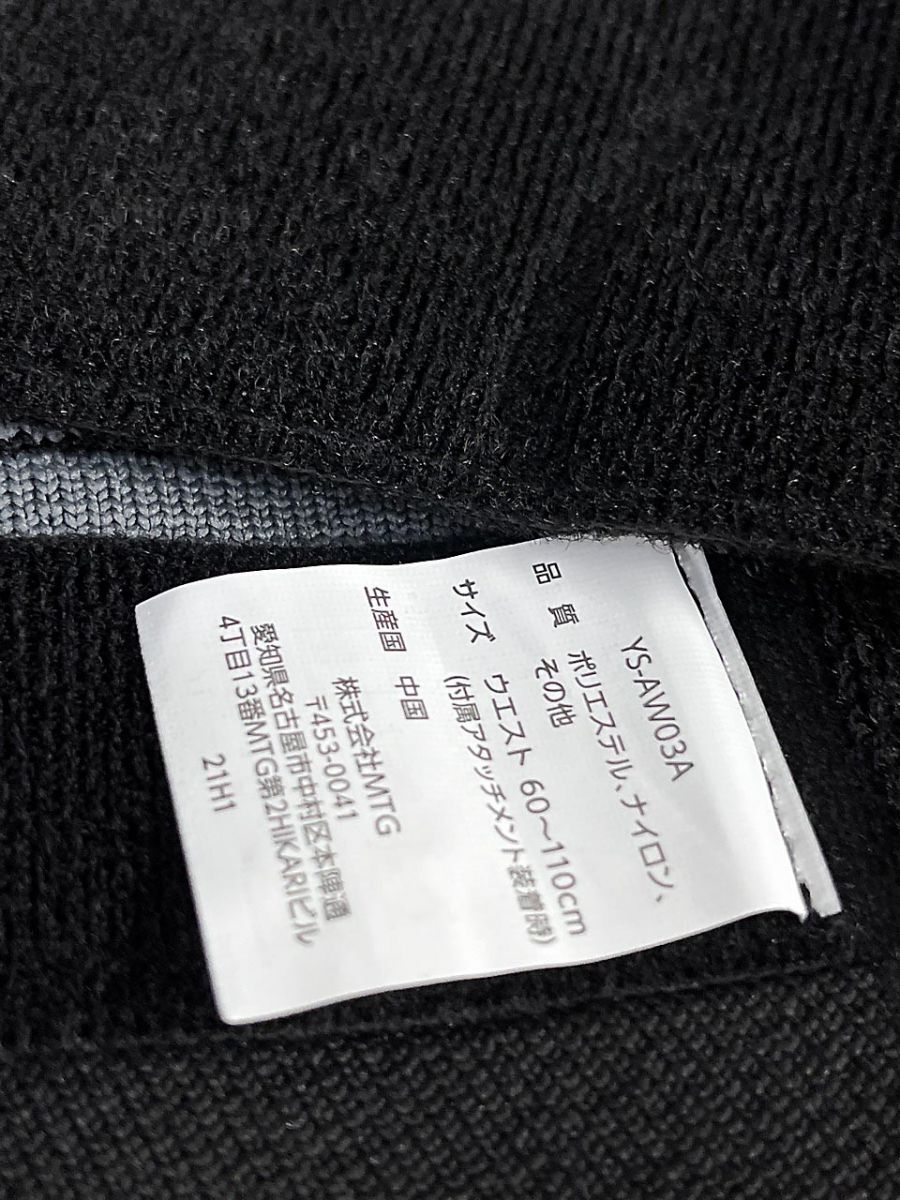 YS-AW03A
品質 ポリエステル、ナイロン、
その他
サイズ ウエスト 60～110cm
(付属アタッチメント装着時)
生産国 中国
株式会社MTG
〒453-0041
愛知県名古屋市中村区本陣通
4丁目13番MTG第2HIKARIビル
21H1